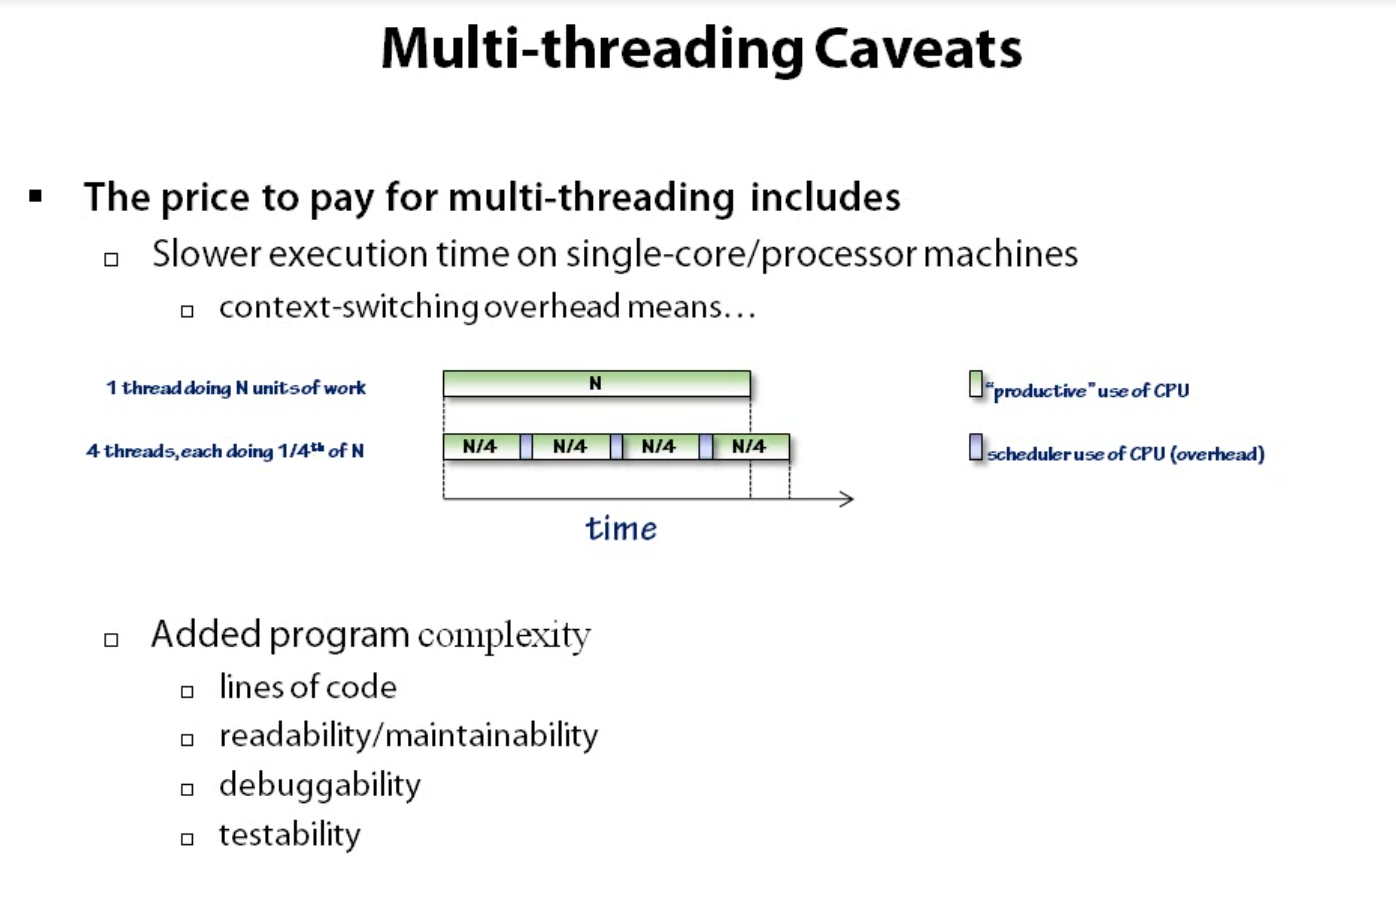 Multi-threading Caveats
The price to pay for multi-threading includes
Slower execution time on single-core/processor machines
context-switching overhead means...
1 thread doing N units of work
N
"productive" use of CPU
4 threads, each doing 1/4th of N
N/4 N/4 N/4 N/4
scheduler use of CPU (overhead)
time
Added program complexity
lines of code
readability/maintainability
debuggability
testability